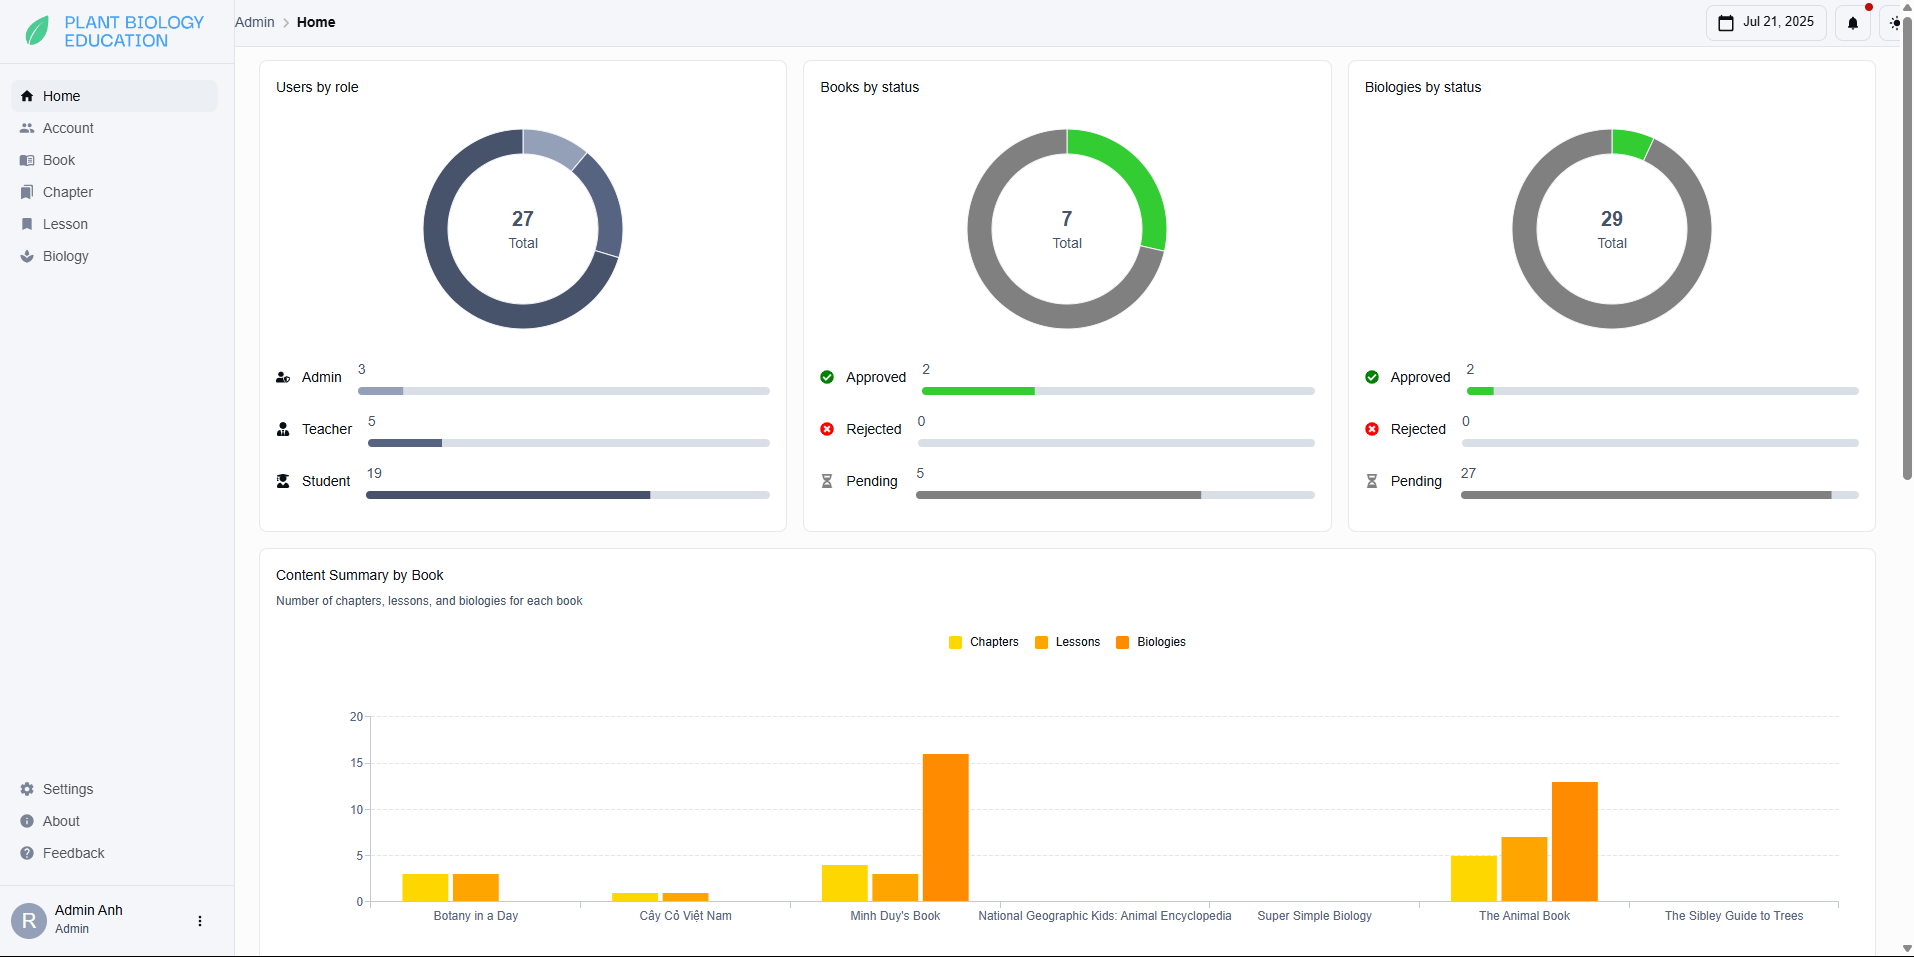 PLANT BIOLOGY
EDUCATION
Admin > Home
Jul 21, 2025
Home
Account
Book
Chapter
Lesson
Biology
Settings
About
Feedback
R
Admin Anh
Admin
Users by role
27
Total
Admin
3
Teacher
5
Student
19
Books by status
7
Total
Approved
2
Rejected
0
Pending
5
Biologies by status
29
Total
Approved
2
Rejected
0
Pending
27
Content Summary by Book
Number of chapters, lessons, and biologies for each book
Chapters Lessons Biologies
20
15
10
5
0
Botany in a Day Cây Cỏ Việt Nam Minh Duy's Book National Geographic Kids: Animal Encyclopedia Super Simple Biology The Animal Book The Sibley Guide to Trees